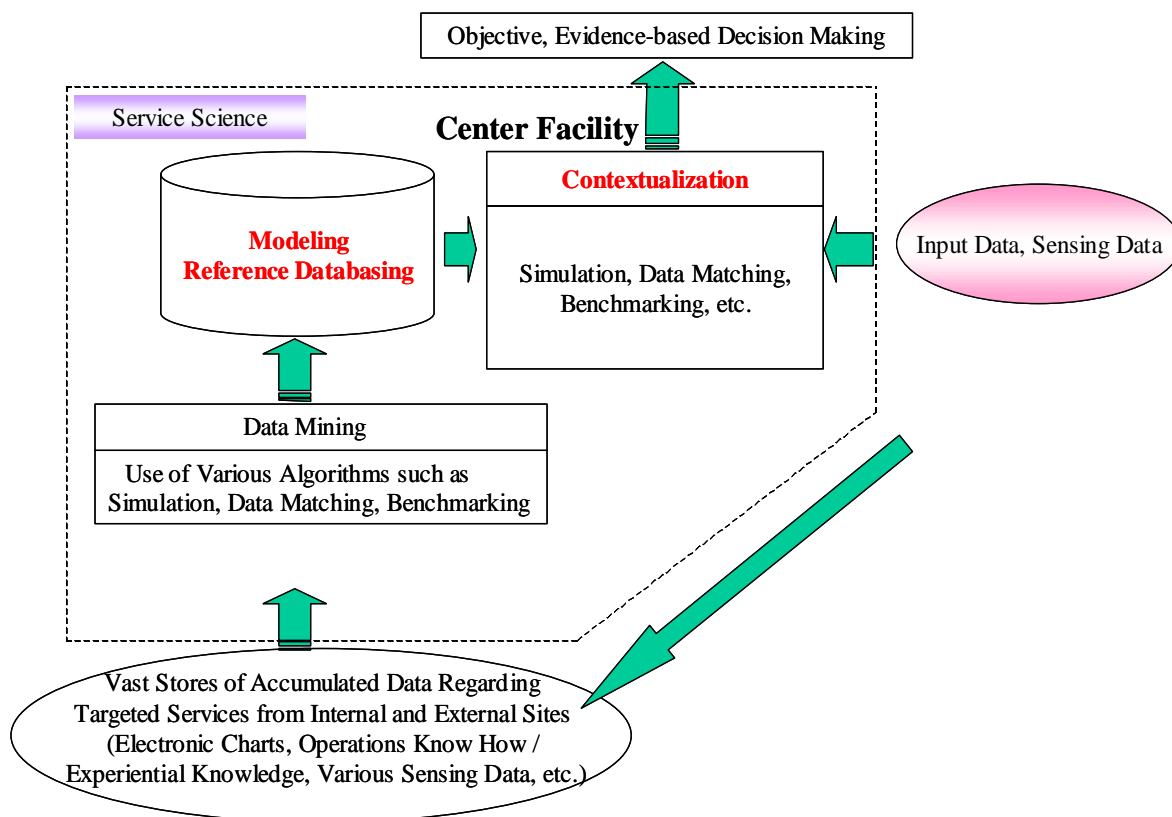 Objective, Evidence-based Decision Making
Service Science
Center Facility
Contextualization
Modeling
Reference Databasing
Simulation, Data Matching,
Benchmarking, etc.
Input Data, Sensing Data
Data Mining
Use of Various Algorithms such as
Simulation, Data Matching, Benchmarking
Vast Stores of Accumulated Data Regarding
Targeted Services from Internal and External Sites
(Electronic Charts, Operations Know How /
Experiential Knowledge, Various Sensing Data, etc.)